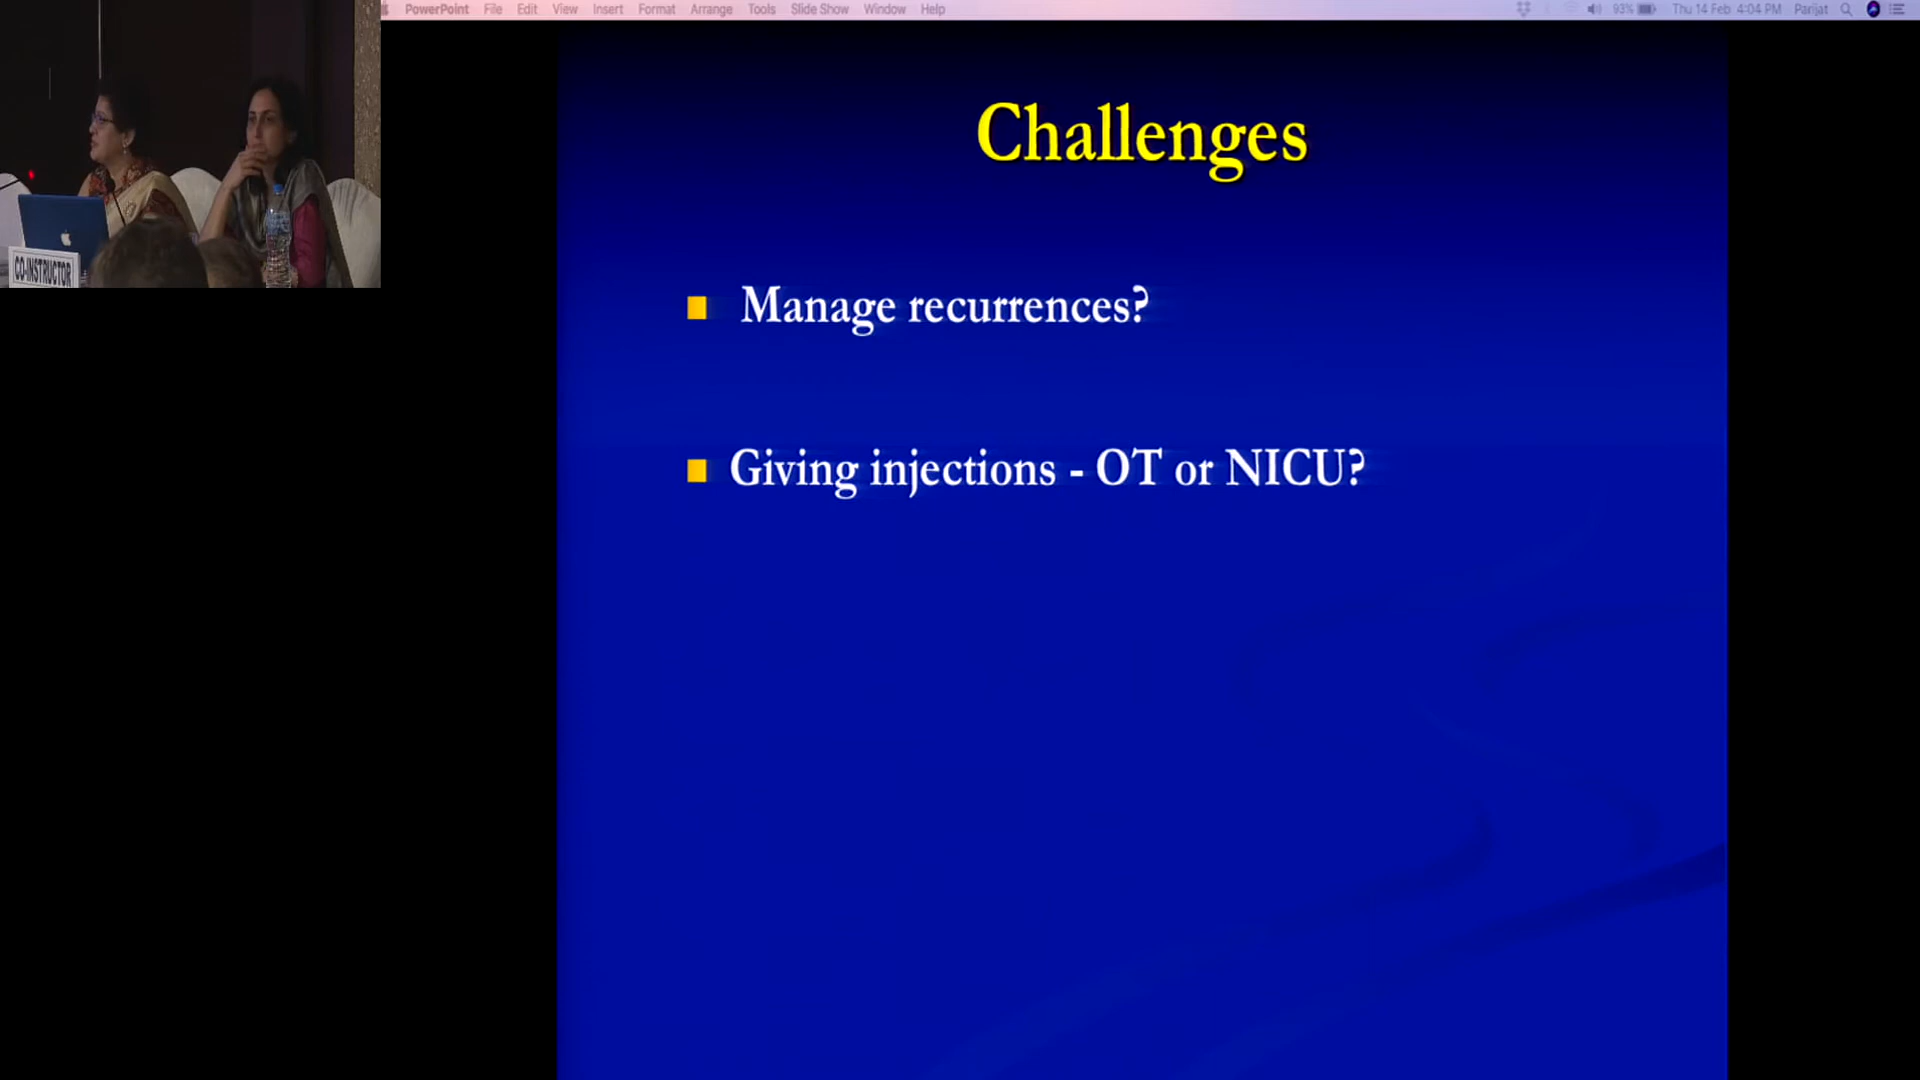 PowerPoint File Edit View Insert Format Arrange Tools Slide Show Window Help 93% Thu 14 Feb 4:04 PM Parijat
Challenges
Manage recurrences?
Giving injections - OT or NICU?
CO-INSTRUCTOR